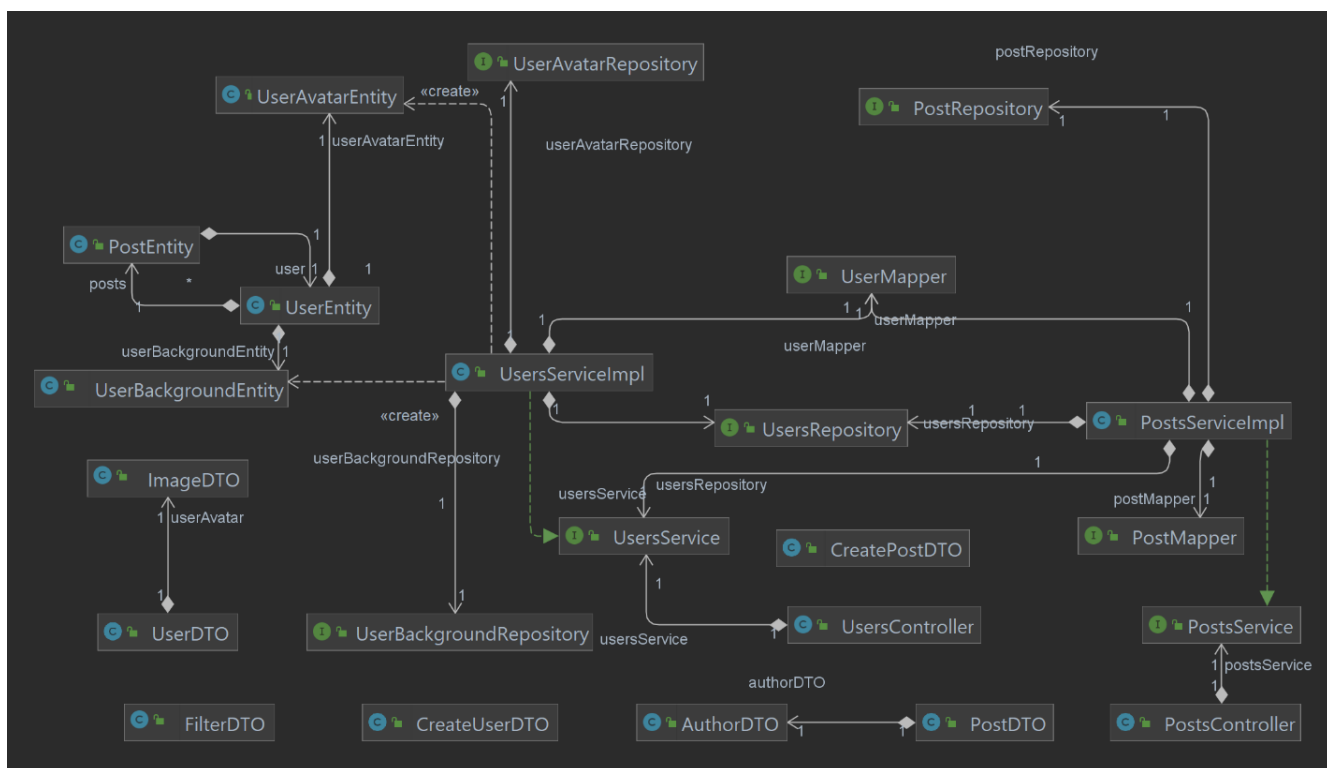 postRepository
UserAvatarRepository
UserAvatarEntity
«create»
1
PostRepository
1
1
1 userAvatarEntity
userAvatarRepository
PostEntity
1
user 1
1
posts
*
1
UserEntity
UserMapper
1
1
1
userMapper
1
userMapper
1
userBackgroundEntity 1
UserBackgroundEntity
UsersServiceImpl
«create»
1
1
UsersRepository
1
1
usersRepository
PostsServiceImpl
userBackgroundRepository
1
ImageDTO
usersRepository
usersService
1
postMapper 1
1 userAvatar
1
UsersService
CreatePostDTO
PostMapper
1
1
1
UserDTO
UserBackgroundRepository
usersService
1
UsersController
PostsService
1 postsService
1
authorDTO
FilterDTO
CreateUserDTO
AuthorDTO
1
1
PostDTO
PostsController